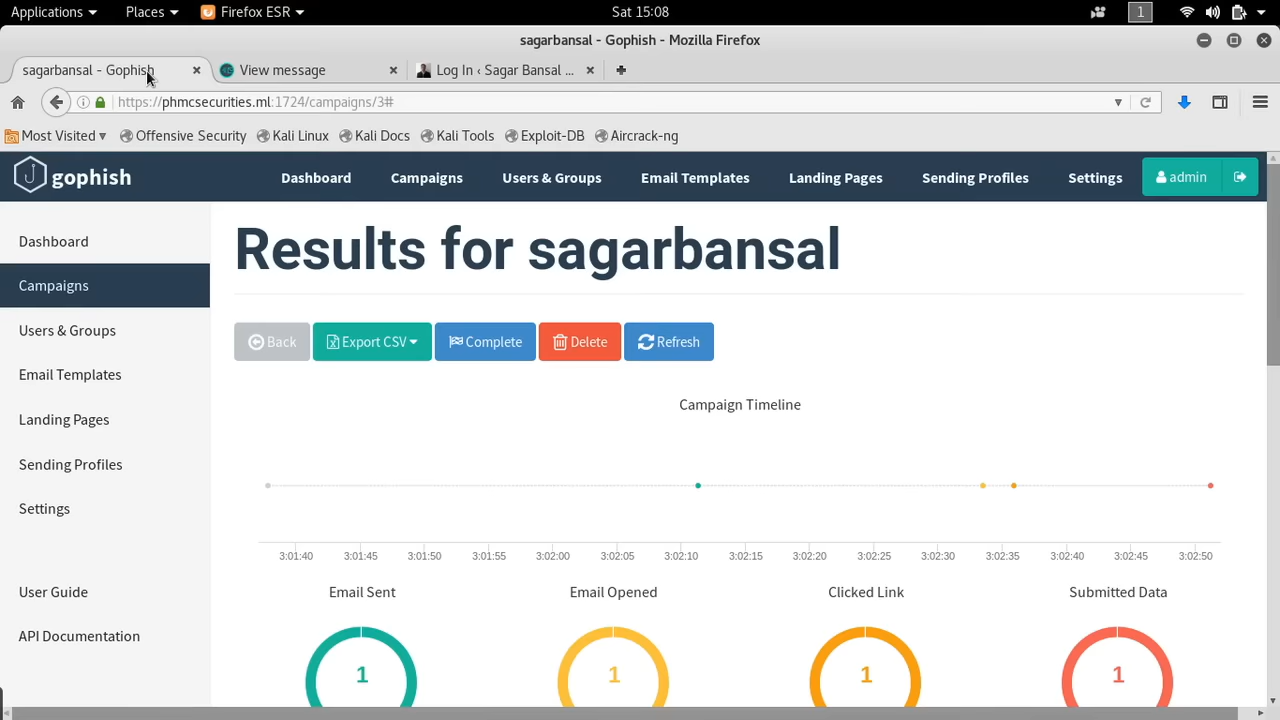 Applications Places Firefox ESR Sat 15:08 1
sagarbansal - Gophish - Mozilla Firefox
sagarbansal - Gophish View message Log In ‹ Sagar Bansal ...
https://phmcsecurities.ml:1724/campaigns/3#
Most Visited Offensive Security Kali Linux Kali Docs Kali Tools Exploit-DB Aircrack-ng
gophish Dashboard Campaigns Users & Groups Email Templates Landing Pages Sending Profiles Settings admin
Dashboard
Campaigns
Users & Groups
Email Templates
Landing Pages
Sending Profiles
Settings
User Guide
API Documentation
Results for sagarbansal
Back Export CSV Complete Delete Refresh
Campaign Timeline
3:01:40 3:01:45 3:01:50 3:01:55 3:02:00 3:02:05 3:02:10 3:02:15 3:02:20 3:02:25 3:02:30 3:02:35 3:02:40 3:02:45 3:02:50
Email Sent Email Opened Clicked Link Submitted Data
1 1 1 1